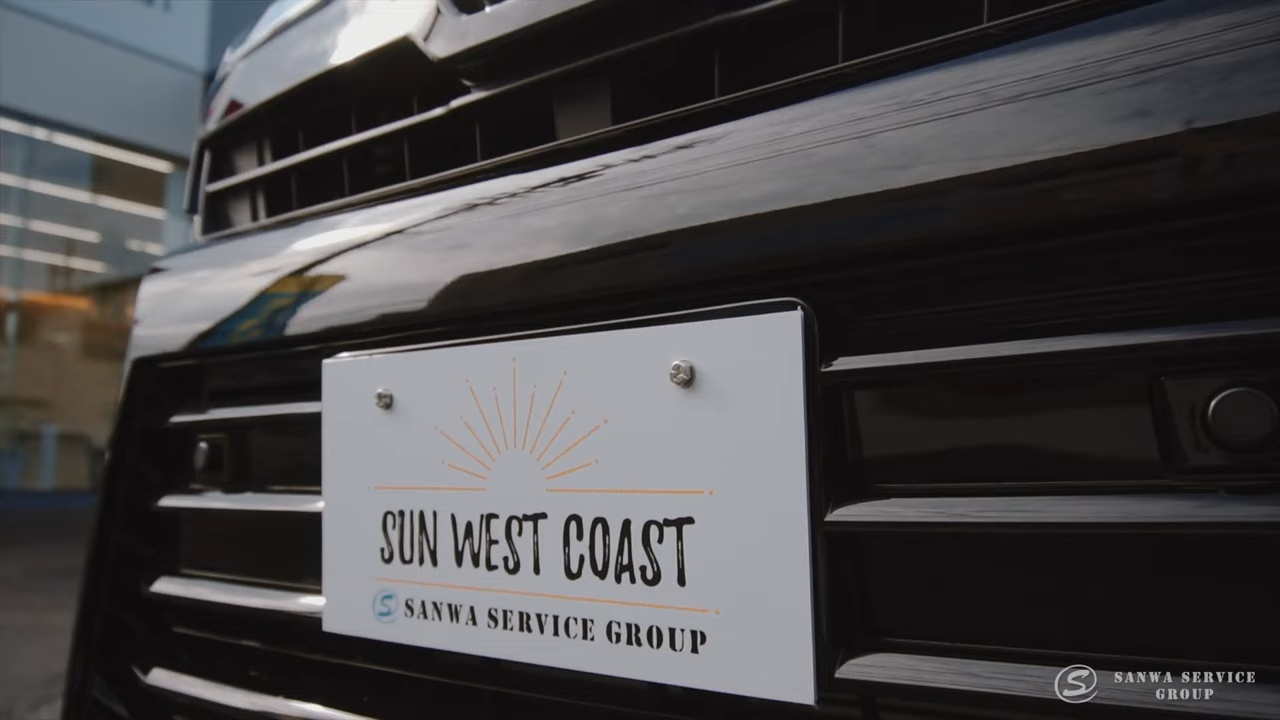 SUN WEST COAST
S SANWA SERVICE GROUP
S SANWA SERVICE
GROUP